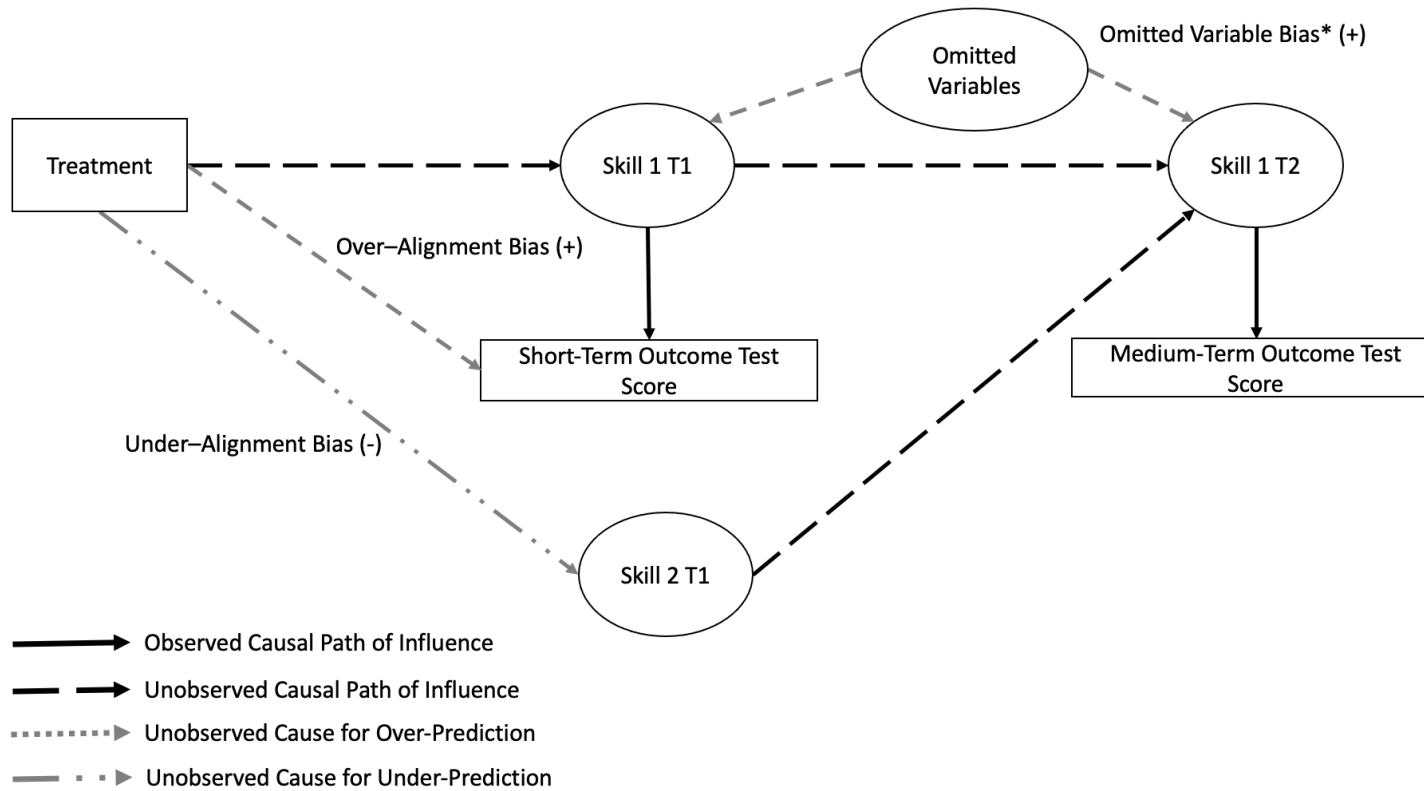 Omitted Variable Bias* (+)
Omitted
Variables
Treatment
Skill 1 T1
Skill 1 T2
Over–Alignment Bias (+)
Short-Term Outcome Test
Score
Medium-Term Outcome Test
Score
Under–Alignment Bias (-)
Skill 2 T1
Observed Causal Path of Influence
Unobserved Causal Path of Influence
Unobserved Cause for Over-Prediction
Unobserved Cause for Under-Prediction